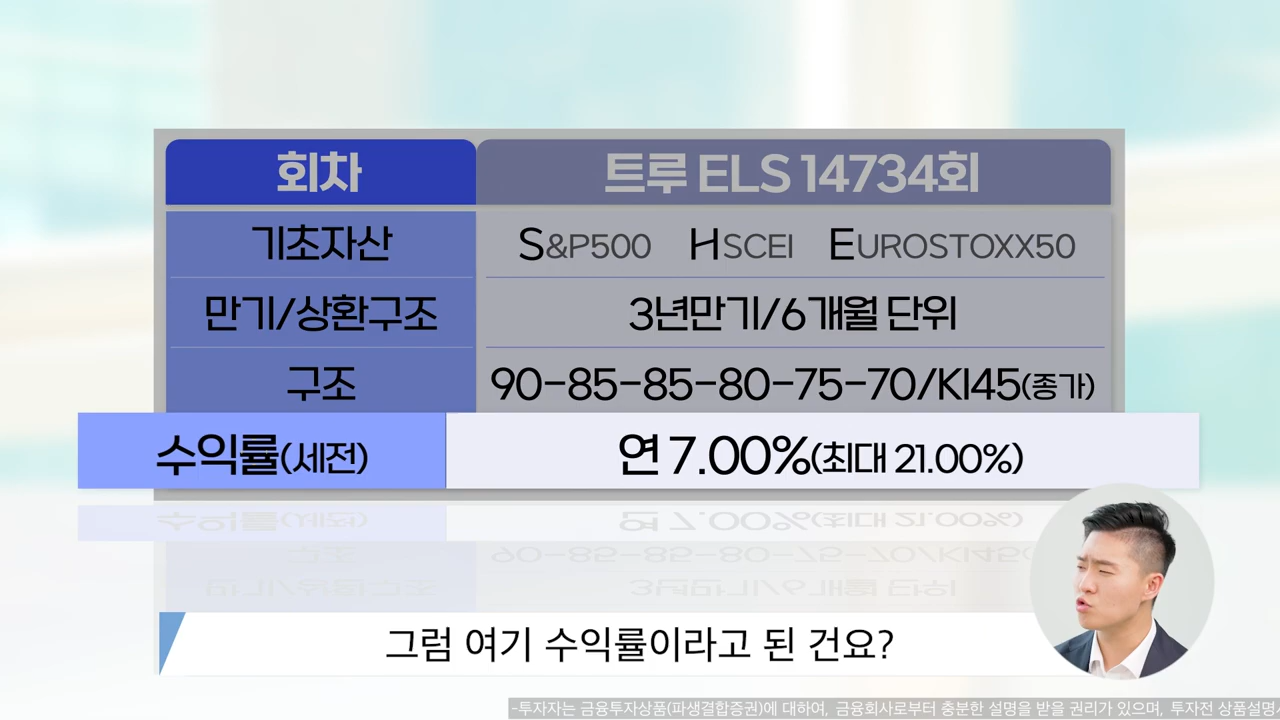 회차 트루 ELS 14734회
기초자산 S&P500 HSCEI EUROSTOXX50
만기/상환구조 3년만기/6개월 단위
구조 90-85-85-80-75-70/KI45(종가)
수익률(세전) 연 7.00%(최대 21.00%)
그럼 여기 수익률이라고 된 건요?
-투자자는 금융투자상품(파생결합증권)에 대하여, 금융회사로부터 충분한 설명을 받을 권리가 있으며, 투자전 상품설명